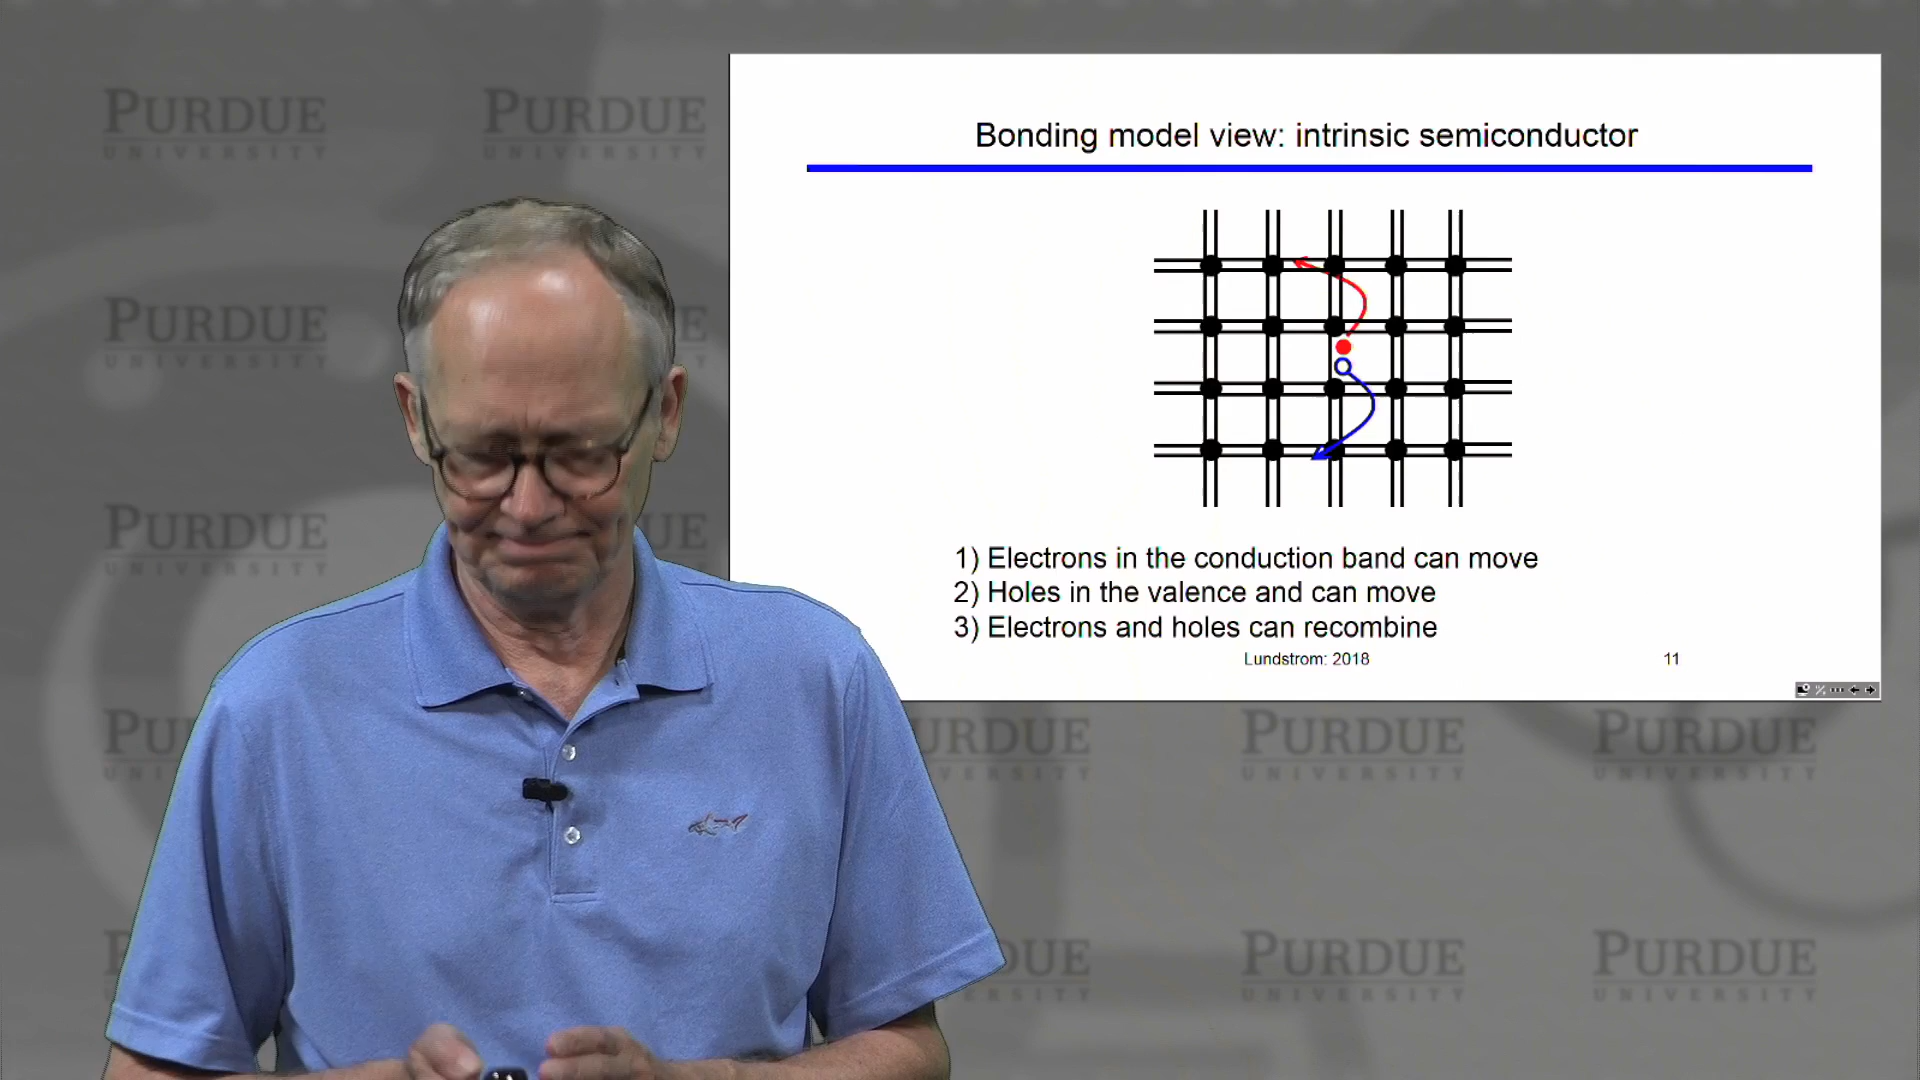 PURDUE
UNIVERSITY
PURDUE
UNIVERSITY
Bonding model view: intrinsic semiconductor
PURDUE
UNIVERSITY
PURDUE
UNIVERSITY
1) Electrons in the conduction band can move
2) Holes in the valence and can move
3) Electrons and holes can recombine
Lundstrom: 2018
11
PURDUE
UNIVERSITY
PURDUE
UNIVERSITY
PURDUE
UNIVERSITY
PURDUE
UNIVERSITY